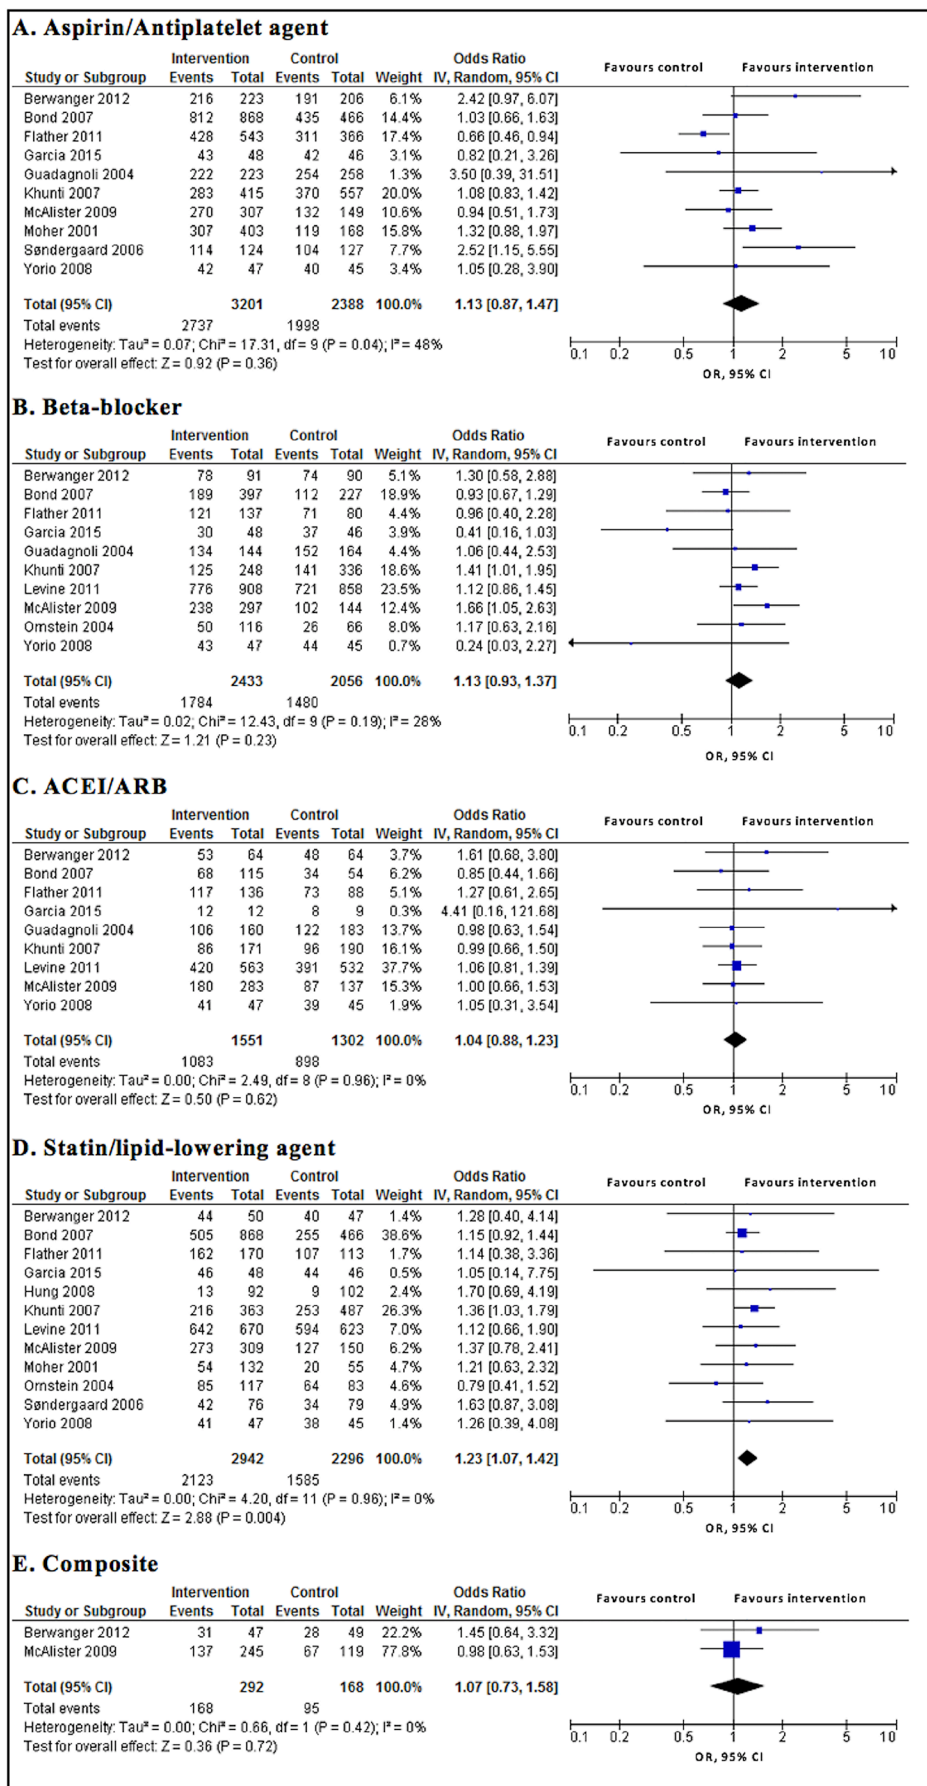 A. Aspirin/Antiplatelet agent
Intervention Control Odds Ratio
Study or Subgroup Events Total Events Total Weight IV, Random, 95% CI Favours control Favours intervention
Berwanger 2012 216 223 191 206 6.1% 2.42 [0.97, 6.07]
Bond 2007 812 868 435 466 14.4% 1.03 [0.66, 1.63]
Flather 2011 428 543 311 366 17.4% 0.66 [0.46, 0.94]
Garcia 2015 43 48 42 46 3.1% 0.82 [0.21, 3.26]
Guadagnoli 2004 222 223 254 258 1.3% 3.50 [0.39, 31.51]
Khunti 2007 283 415 370 557 20.0% 1.08 [0.83, 1.42]
McAlister 2009 270 307 132 149 10.6% 0.94 [0.51, 1.73]
Moher 2001 307 403 119 168 15.8% 1.32 [0.88, 1.97]
Søndergaard 2006 114 124 104 127 7.7% 2.52 [1.15, 5.55]
Yorio 2008 42 47 40 45 3.4% 1.05 [0.28, 3.90]
Total (95% CI) 3201 2388 100.0% 1.13 [0.87, 1.47]
Total events 2737 1998
Heterogeneity: Tau² = 0.07; Chi² = 17.31, df = 9 (P = 0.04); I² = 48%
Test for overall effect: Z = 0.92 (P = 0.36)
0.1 0.2 0.5 1 2 5 10
OR, 95% CI
B. Beta-blocker
Intervention Control Odds Ratio
Study or Subgroup Events Total Events Total Weight IV, Random, 95% CI Favours control Favours intervention
Berwanger 2012 78 91 74 90 5.1% 1.30 [0.58, 2.88]
Bond 2007 189 397 112 227 18.9% 0.93 [0.67, 1.29]
Flather 2011 121 137 71 80 4.4% 0.96 [0.40, 2.28]
Garcia 2015 30 48 37 46 3.9% 0.41 [0.16, 1.03]
Guadagnoli 2004 134 144 152 164 4.4% 1.06 [0.44, 2.53]
Khunti 2007 125 248 141 336 18.6% 1.41 [1.01, 1.95]
Levine 2011 776 908 721 858 23.5% 1.12 [0.86, 1.45]
McAlister 2009 238 297 102 144 12.4% 1.66 [1.05, 2.63]
Ornstein 2004 50 116 26 66 8.0% 1.17 [0.63, 2.16]
Yorio 2008 43 47 44 45 0.7% 0.24 [0.03, 2.27]
Total (95% CI) 2433 2056 100.0% 1.13 [0.93, 1.37]
Total events 1784 1480
Heterogeneity: Tau² = 0.02; Chi² = 12.43, df = 9 (P = 0.19); I² = 28%
Test for overall effect: Z = 1.21 (P = 0.23)
0.1 0.2 0.5 1 2 5 10
OR, 95% CI
C. ACEI/ARB
Intervention Control Odds Ratio
Study or Subgroup Events Total Events Total Weight IV, Random, 95% CI Favours control Favours intervention
Berwanger 2012 53 64 48 64 3.7% 1.61 [0.68, 3.80]
Bond 2007 68 115 34 54 6.2% 0.85 [0.44, 1.66]
Flather 2011 117 136 73 88 5.1% 1.27 [0.61, 2.65]
Garcia 2015 12 12 8 9 0.3% 4.41 [0.16, 121.68]
Guadagnoli 2004 106 160 122 183 13.7% 0.98 [0.63, 1.54]
Khunti 2007 86 171 96 190 16.1% 0.99 [0.66, 1.50]
Levine 2011 420 563 391 532 37.7% 1.06 [0.81, 1.39]
McAlister 2009 180 283 87 137 15.3% 1.00 [0.66, 1.53]
Yorio 2008 41 47 39 45 1.9% 1.05 [0.31, 3.54]
Total (95% CI) 1551 1302 100.0% 1.04 [0.88, 1.23]
Total events 1083 898
Heterogeneity: Tau² = 0.00; Chi² = 2.49, df = 8 (P = 0.96); I² = 0%
Test for overall effect: Z = 0.50 (P = 0.62)
0.1 0.2 0.5 1 2 5 10
OR, 95% CI
D. Statin/lipid-lowering agent
Intervention Control Odds Ratio
Study or Subgroup Events Total Events Total Weight IV, Random, 95% CI Favours control Favours intervention
Berwanger 2012 44 50 40 47 1.4% 1.28 [0.40, 4.14]
Bond 2007 505 868 255 466 38.6% 1.15 [0.92, 1.44]
Flather 2011 162 170 107 113 1.7% 1.14 [0.38, 3.36]
Garcia 2015 46 48 44 46 0.5% 1.05 [0.14, 7.75]
Hung 2008 13 92 9 102 2.4% 1.70 [0.69, 4.19]
Khunti 2007 216 363 253 487 26.3% 1.36 [1.03, 1.79]
Levine 2011 642 670 594 623 7.0% 1.12 [0.66, 1.90]
McAlister 2009 273 309 127 150 6.2% 1.37 [0.78, 2.41]
Moher 2001 54 132 20 55 4.7% 1.21 [0.63, 2.32]
Ornstein 2004 85 117 64 83 4.6% 0.79 [0.41, 1.52]
Søndergaard 2006 42 76 34 79 4.9% 1.63 [0.87, 3.08]
Yorio 2008 41 47 38 45 1.4% 1.26 [0.39, 4.08]
Total (95% CI) 2942 2296 100.0% 1.23 [1.07, 1.42]
Total events 2123 1585
Heterogeneity: Tau² = 0.00; Chi² = 4.20, df = 11 (P = 0.96); I² = 0%
Test for overall effect: Z = 2.88 (P = 0.004)
0.1 0.2 0.5 1 2 5 10
OR, 95% CI
E. Composite
Intervention Control Odds Ratio
Study or Subgroup Events Total Events Total Weight IV, Random, 95% CI Favours control Favours intervention
Berwanger 2012 31 47 28 49 22.2% 1.45 [0.64, 3.32]
McAlister 2009 137 245 67 119 77.8% 0.98 [0.63, 1.53]
Total (95% CI) 292 168 100.0% 1.07 [0.73, 1.58]
Total events 168 95
Heterogeneity: Tau² = 0.00; Chi² = 0.66, df = 1 (P = 0.42); I² = 0%
Test for overall effect: Z = 0.36 (P = 0.72)
0.1 0.2 0.5 1 2 5 10
OR, 95% CI